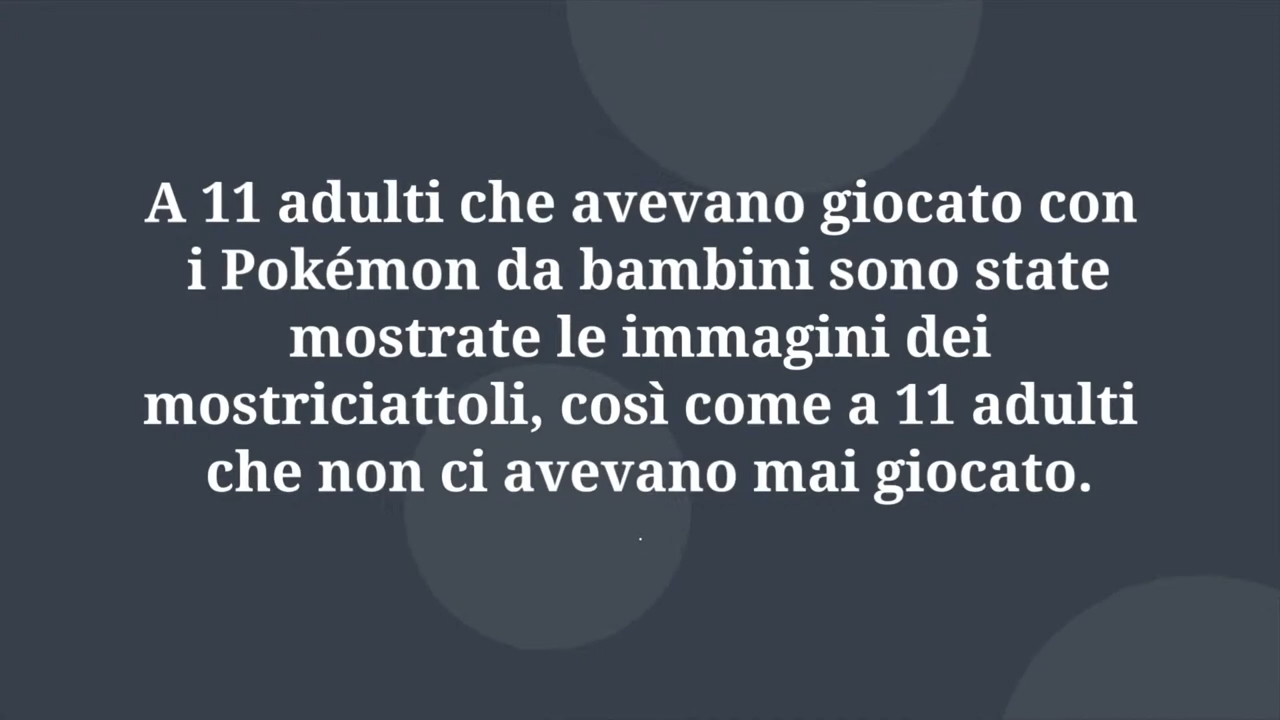 A 11 adulti che avevano giocato con
i Pokémon da bambini sono state
mostrate le immagini dei
mostriciattoli, così come a 11 adulti
che non ci avevano mai giocato.
.